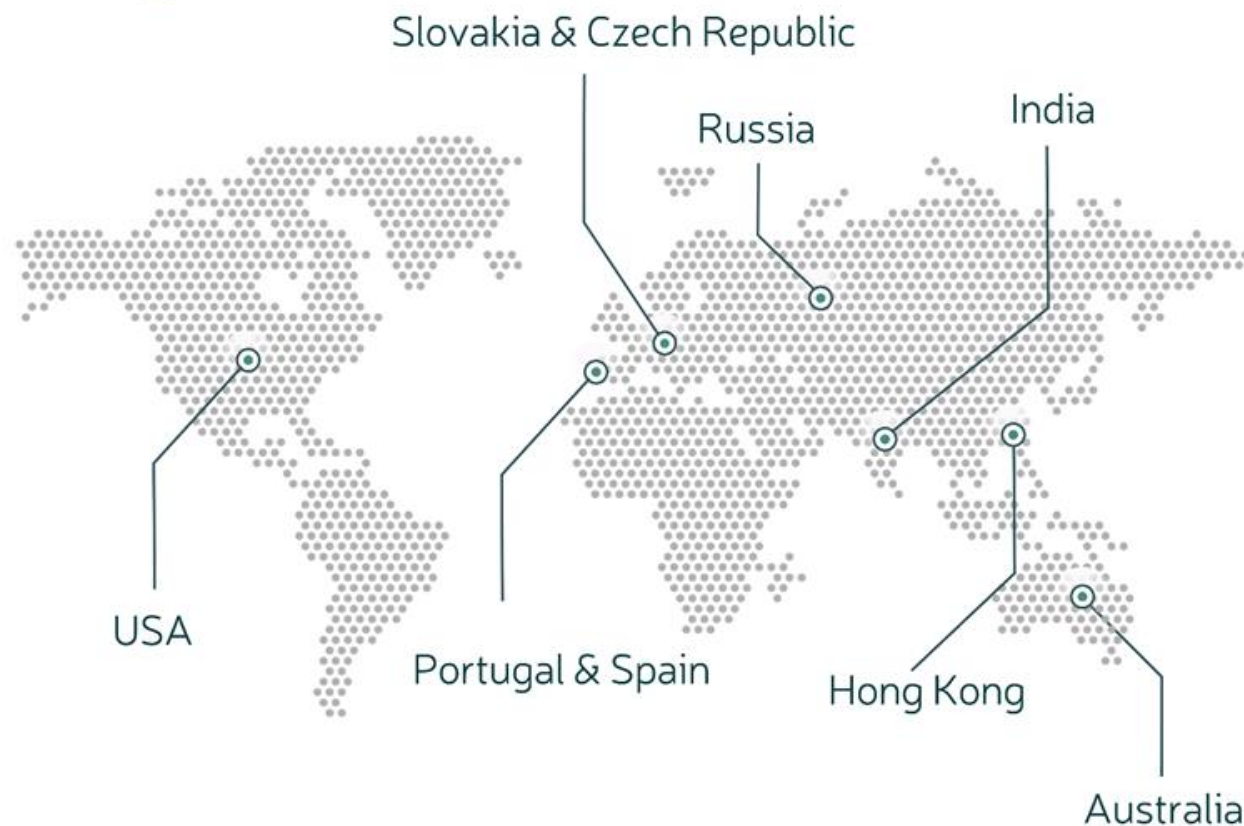 Slovakia & Czech Republic
India
Russia
USA
Portugal & Spain
Hong Kong
Australia